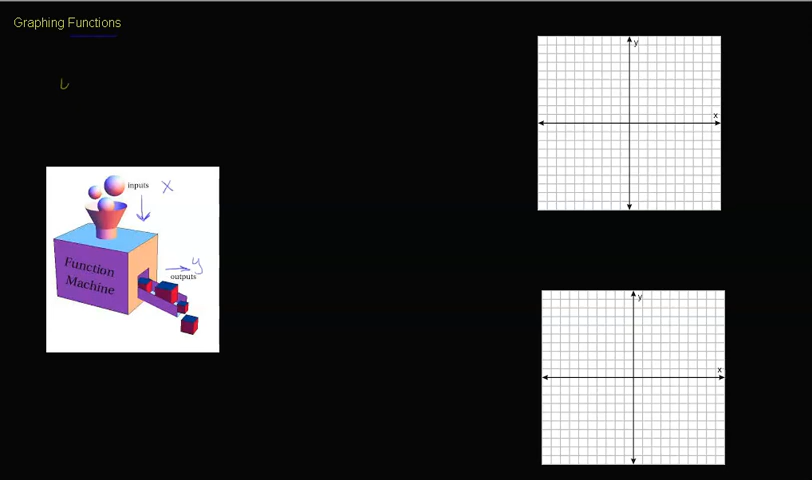 Graphing Functions
inputs x
Function
Machine
y
outputs
y
x
y
x